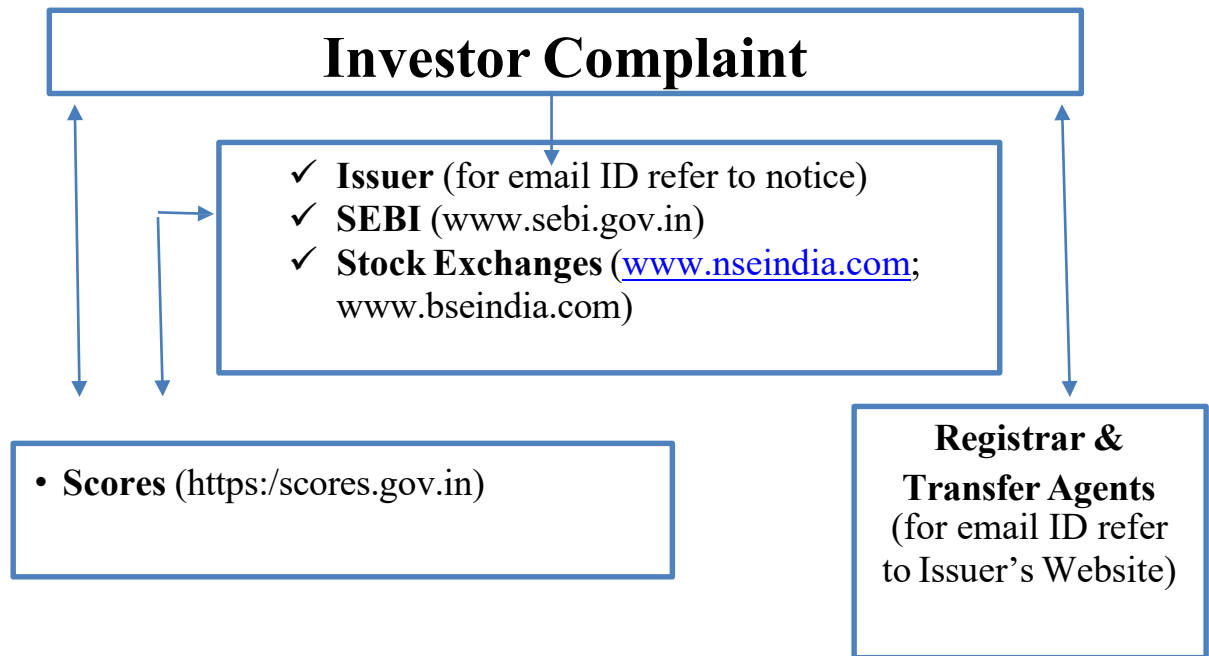 Investor Complaint
✓ Issuer (for email ID refer to notice)
✓ SEBI (www.sebi.gov.in)
✓ Stock Exchanges (www.nseindia.com;
www.bseindia.com)
• Scores (https:/scores.gov.in)
Registrar &
Transfer Agents
(for email ID refer
to Issuer’s Website)